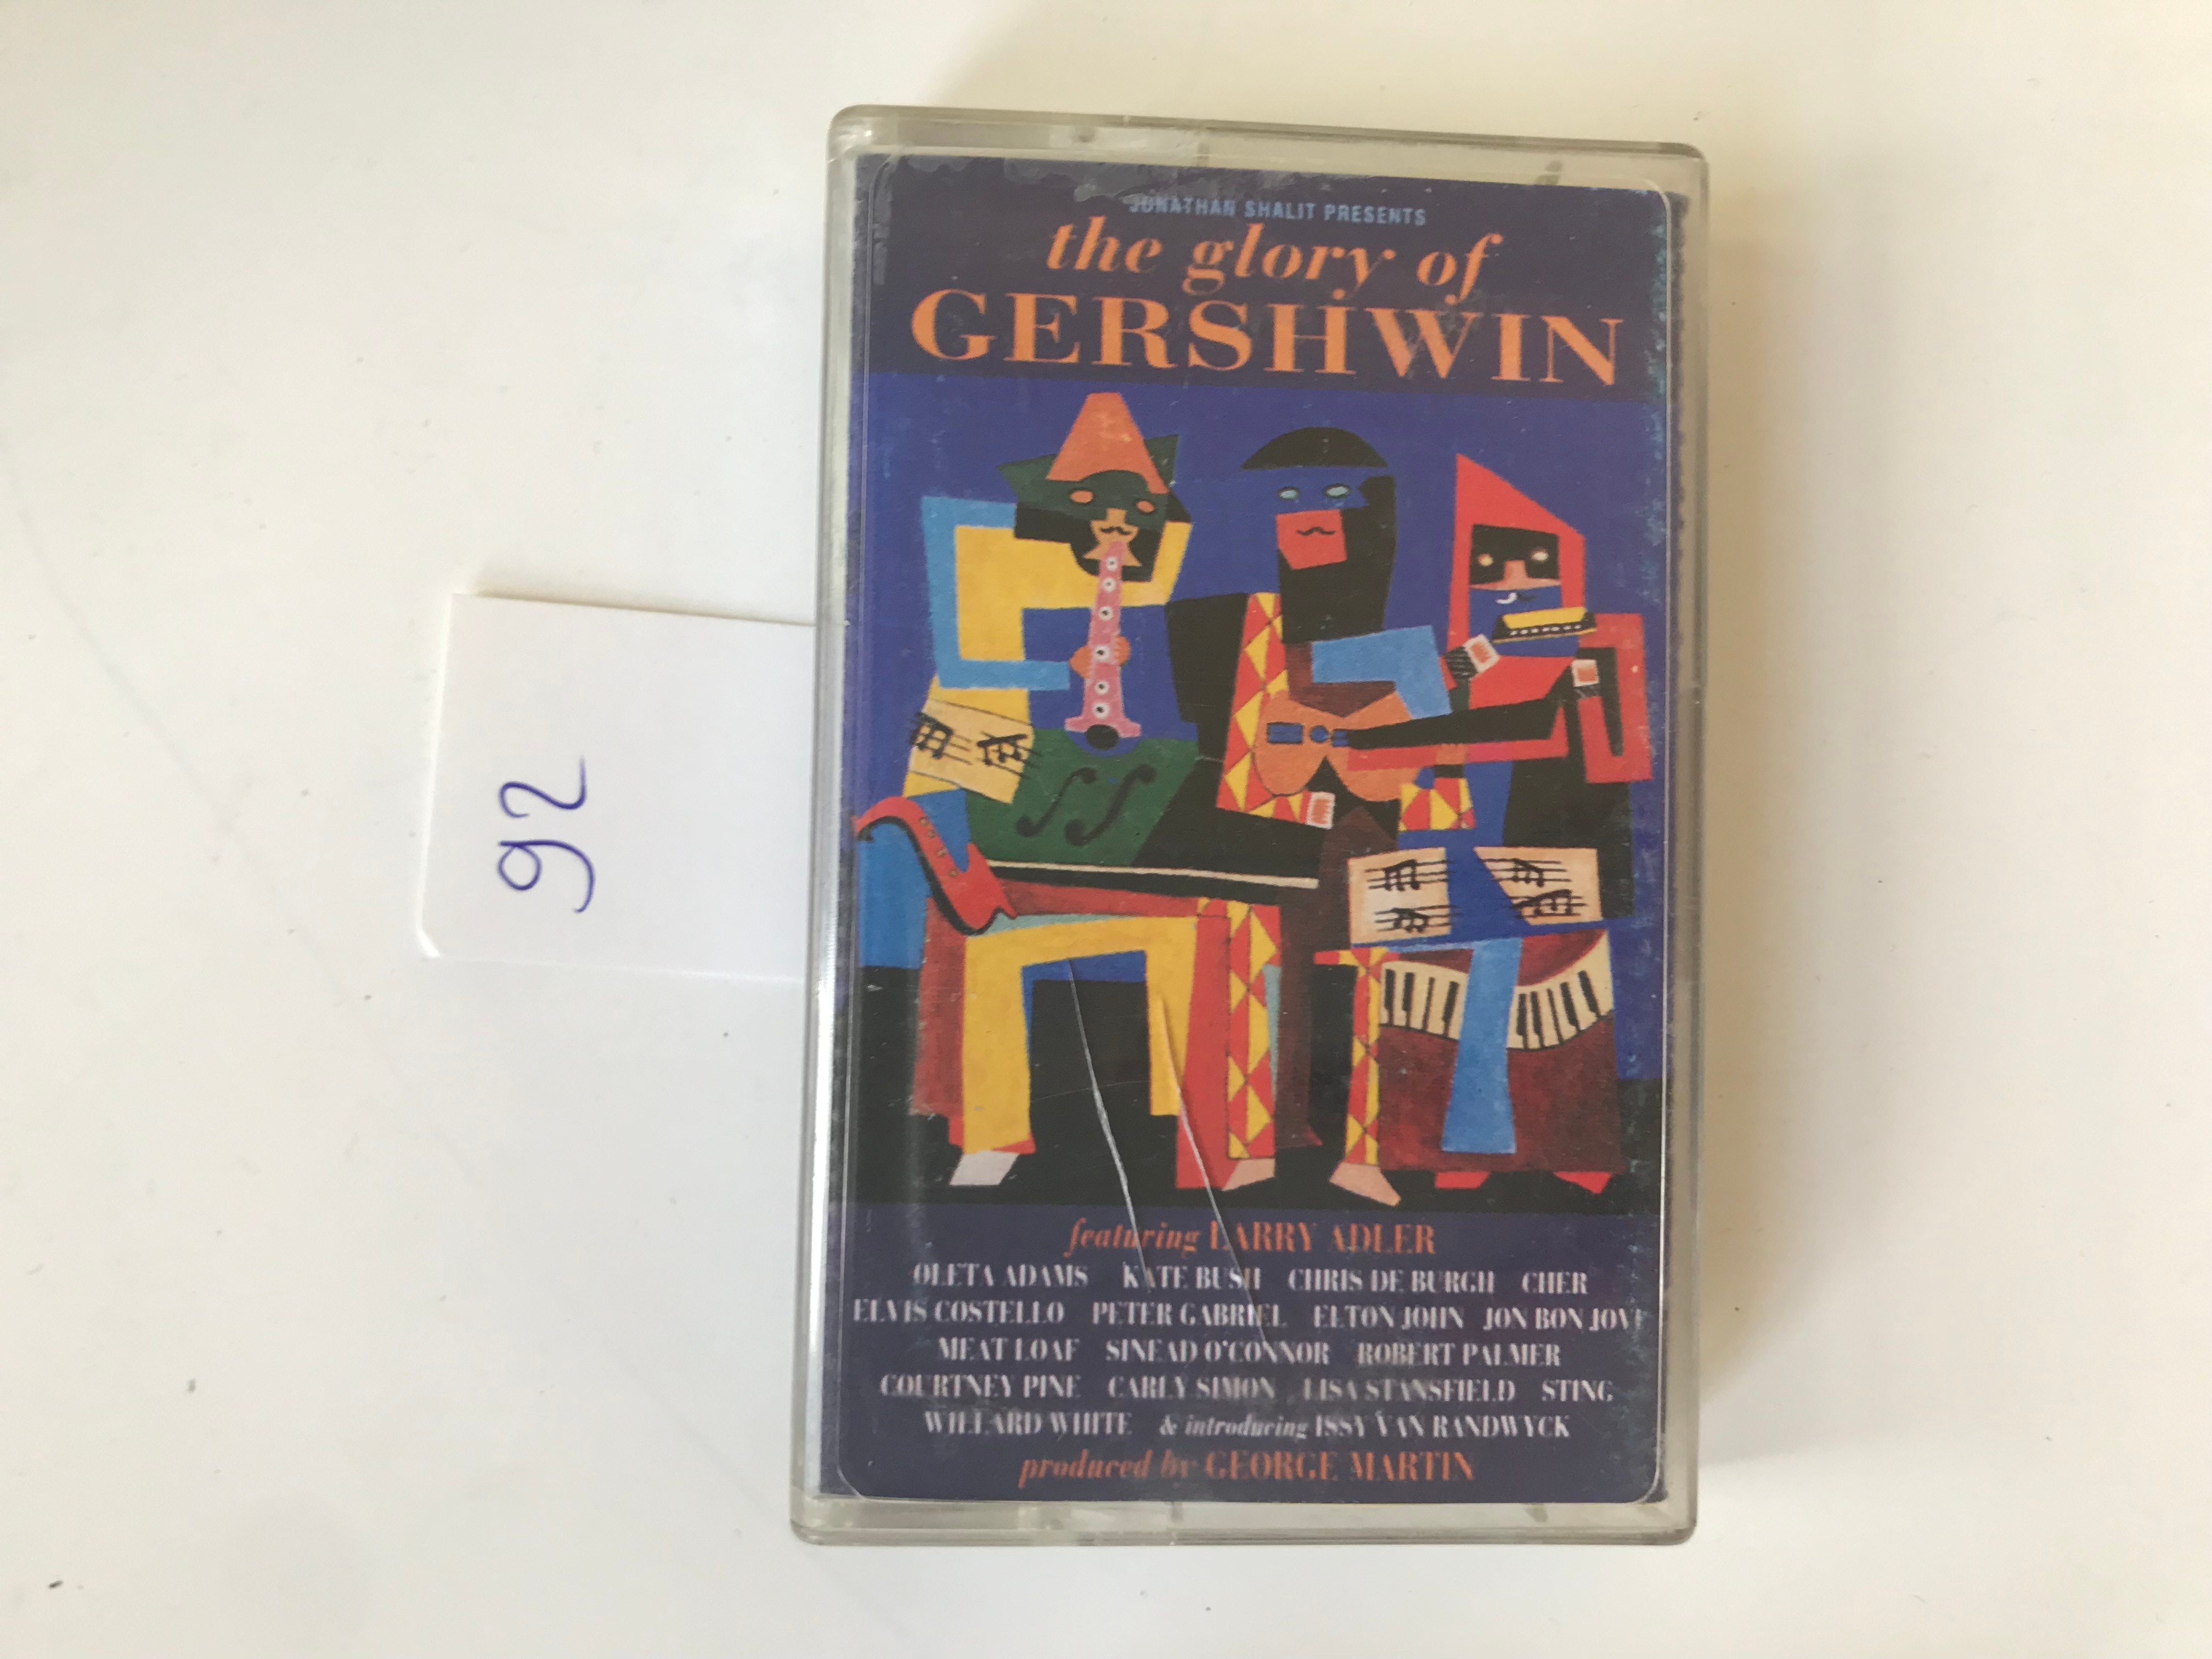 JONATHAN SHALIT PRESENTS
the glory of
GERSHWIN
featuring LARRY ADLER
OLETA ADAMS KATE BUSH CHRIS DE BURGH CHER
ELVIS COSTELLO PETER GABRIEL ELTON JOHN JON BON JOVI
MEAT LOAF SINEAD O'CONNOR ROBERT PALMER
COURTNEY PINE CARLY SIMON LISA STANSFIELD STING
WILLARD WHITE & introducing ISSY VAN RANDWYCK
produced by GEORGE MARTIN
92